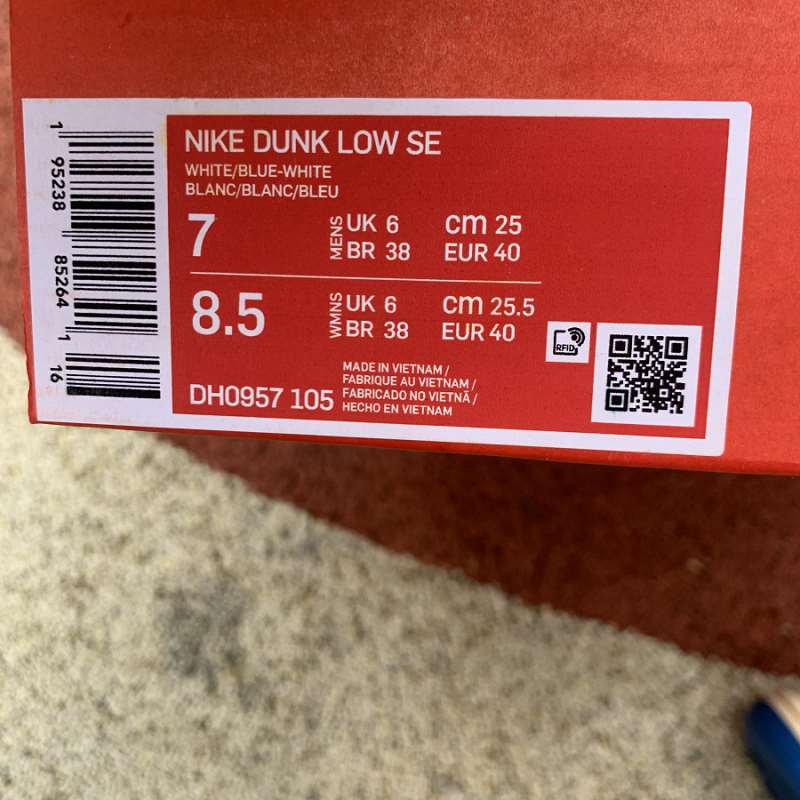 NIKE DUNK LOW SE
WHITE/BLUE-WHITE
BLANC/BLANC/BLEU
7 MENS UK 6 cm 25
BR 38 EUR 40
8.5 WMNS UK 6 cm 25.5
BR 38 EUR 40
DH0957 105
MADE IN VIETNAM /
FABRIQUE AU VIETNAM /
FABRICADO NO VIETNÃ /
HECHO EN VIETNAM
RFID
1 95238 85264 1 16